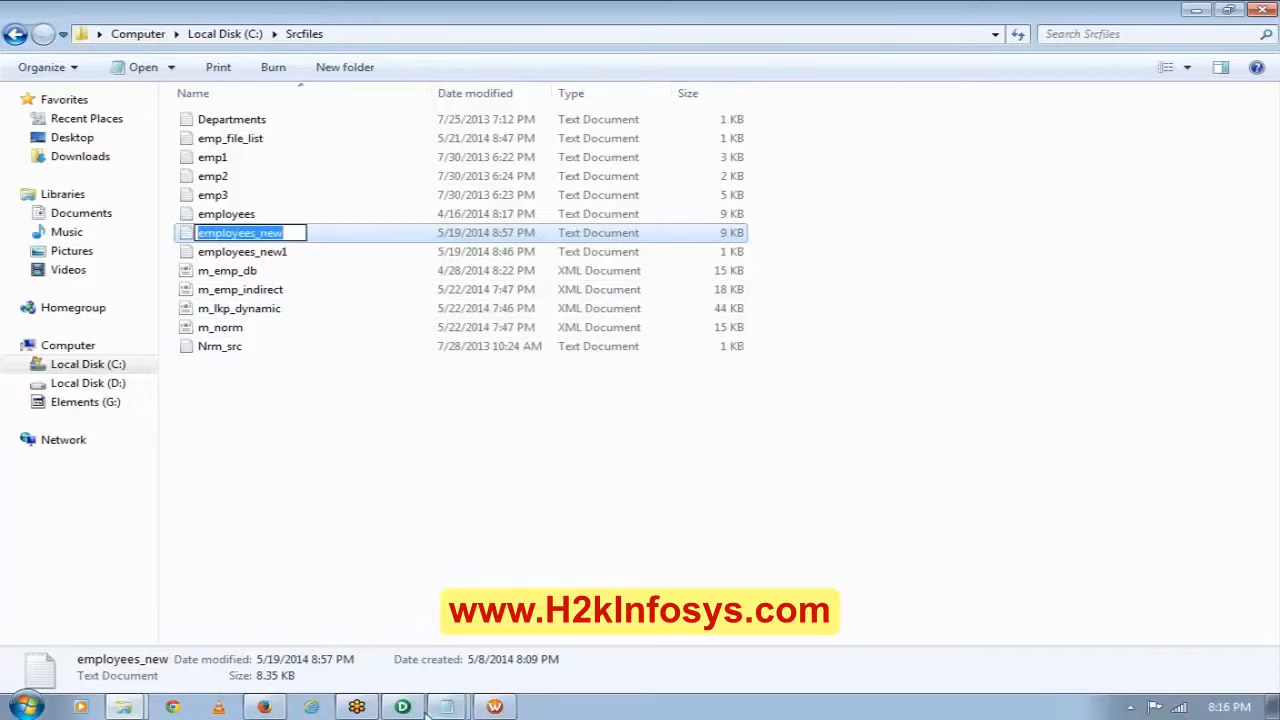 Computer ▸ Local Disk (C:) ▸ Srcfiles
Search Srcfiles
Organize Open Print Burn New folder
Name Date modified Type Size
Favorites
Recent Places
Desktop
Downloads
Libraries
Documents
Music
Pictures
Videos
Homegroup
Computer
Local Disk (C:)
Local Disk (D:)
Elements (G:)
Network
Departments 7/25/2013 7:12 PM Text Document 1 KB
emp_file_list 5/21/2014 8:47 PM Text Document 1 KB
emp1 7/30/2013 6:22 PM Text Document 3 KB
emp2 7/30/2013 6:24 PM Text Document 2 KB
emp3 7/30/2013 6:23 PM Text Document 5 KB
employees 4/16/2014 8:17 PM Text Document 9 KB
employees_new 5/19/2014 8:57 PM Text Document 9 KB
employees_new1 5/19/2014 8:46 PM Text Document 1 KB
m_emp_db 4/28/2014 8:22 PM XML Document 15 KB
m_emp_indirect 5/22/2014 7:47 PM XML Document 18 KB
m_lkp_dynamic 5/22/2014 7:46 PM XML Document 44 KB
m_norm 5/22/2014 7:47 PM XML Document 15 KB
Nrm_src 7/28/2013 10:24 AM Text Document 1 KB
www.H2kInfosys.com
employees_new Date modified: 5/19/2014 8:57 PM Date created: 5/8/2014 8:09 PM
Text Document Size: 8.35 KB
8:16 PM